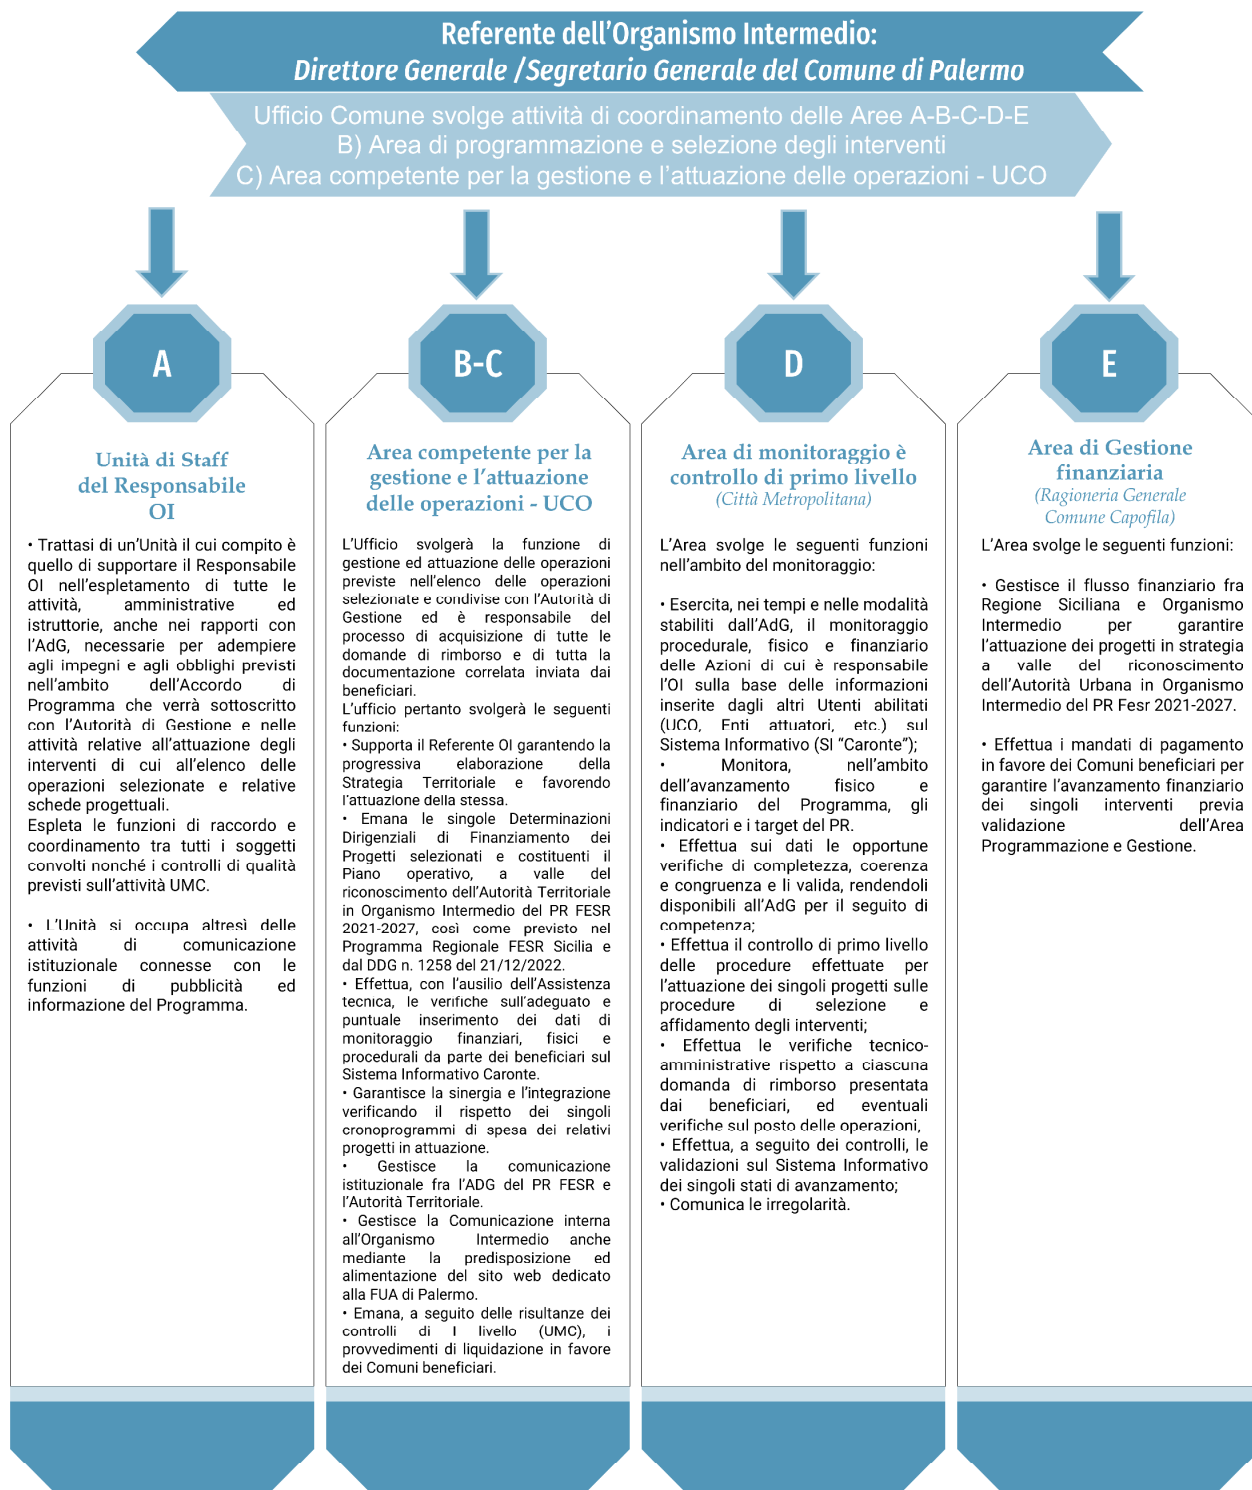 Referente dell’Organismo Intermedio:
Direttore Generale /Segretario Generale del Comune di Palermo
Ufficio Comune svolge attività di coordinamento delle Aree A-B-C-D-E
B) Area di programmazione e selezione degli interventi
C) Area competente per la gestione e l’attuazione delle operazioni - UCO
A
Unità di Staff
del Responsabile
OI
• Trattasi di un’Unità il cui compito è
quello di supportare il Responsabile
OI nell’espletamento di tutte le
attività, amministrative ed
istruttorie, anche nei rapporti con
l’AdG, necessarie per adempiere
agli impegni e agli obblighi previsti
nell’ambito dell’Accordo di
Programma che verrà sottoscritto
con l’Autorità di Gestione e nelle
attività relative all’attuazione degli
interventi di cui all’elenco delle
operazioni selezionate e relative
schede progettuali.
Espleta le funzioni di raccordo e
coordinamento tra tutti i soggetti
convolti nonché i controlli di qualità
previsti sull’attività UMC.
• L’Unità si occupa altresì delle
attività di comunicazione
istituzionale connesse con le
funzioni di pubblicità ed
informazione del Programma.
B-C
Area competente per la
gestione e l’attuazione
delle operazioni - UCO
L’Ufficio svolgerà la funzione di
gestione ed attuazione delle operazioni
previste nell’elenco delle operazioni
selezionate e condivise con l’Autorità di
Gestione ed è responsabile del
processo di acquisizione di tutte le
domande di rimborso e di tutta la
documentazione correlata inviata dai
beneficiari.
L’ufficio pertanto svolgerà le seguenti
funzioni:
• Supporta il Referente OI garantendo la
progressiva elaborazione della
Strategia Territoriale e favorendo
l’attuazione della stessa.
• Emana le singole Determinazioni
Dirigenziali di Finanziamento dei
Progetti selezionati e costituenti il
Piano operativo, a valle del
riconoscimento dell’Autorità Territoriale
in Organismo Intermedio del PR FESR
2021-2027, così come previsto nel
Programma Regionale FESR Sicilia e
dal DDG n. 1258 del 21/12/2022.
• Effettua, con l’ausilio dell’Assistenza
tecnica, le verifiche sull’adeguato e
puntuale inserimento dei dati di
monitoraggio finanziari, fisici e
procedurali da parte dei beneficiari sul
Sistema Informativo Caronte.
• Garantisce la sinergia e l’integrazione
verificando il rispetto dei singoli
cronoprogrammi di spesa dei relativi
progetti in attuazione.
• Gestisce la comunicazione
istituzionale fra l’ADG del PR FESR e
l’Autorità Territoriale.
• Gestisce la Comunicazione interna
all’Organismo Intermedio anche
mediante la predisposizione ed
alimentazione del sito web dedicato
alla FUA di Palermo.
• Emana, a seguito delle risultanze dei
controlli di I livello (UMC), i
provvedimenti di liquidazione in favore
dei Comuni beneficiari.
D
Area di monitoraggio è
controllo di primo livello
(Città Metropolitana)
L’Area svolge le seguenti funzioni
nell’ambito del monitoraggio:
• Esercita, nei tempi e nelle modalità
stabiliti dall’AdG, il monitoraggio
procedurale, fisico e finanziario
delle Azioni di cui è responsabile
l’OI sulla base delle informazioni
inserite dagli altri Utenti abilitati
(UCO, Enti attuatori, etc.) sul
Sistema Informativo (SI “Caronte”);
• Monitora, nell’ambito
dell’avanzamento fisico e
finanziario del Programma, gli
indicatori e i target del PR.
• Effettua sui dati le opportune
verifiche di completezza, coerenza
e congruenza e li valida, rendendoli
disponibili all’AdG per il seguito di
competenza;
• Effettua il controllo di primo livello
delle procedure effettuate per
l’attuazione dei singoli progetti sulle
procedure di selezione e
affidamento degli interventi;
• Effettua le verifiche tecnico-
amministrative rispetto a ciascuna
domanda di rimborso presentata
dai beneficiari, ed eventuali
verifiche sul posto delle operazioni,
• Effettua, a seguito dei controlli, le
validazioni sul Sistema Informativo
dei singoli stati di avanzamento;
• Comunica le irregolarità.
E
Area di Gestione
finanziaria
(Ragioneria Generale
Comune Capofila)
L’Area svolge le seguenti funzioni:
• Gestisce il flusso finanziario fra
Regione Siciliana e Organismo
Intermedio per garantire
l’attuazione dei progetti in strategia
a valle del riconoscimento
dell’Autorità Urbana in Organismo
Intermedio del PR Fesr 2021-2027.
• Effettua i mandati di pagamento
in favore dei Comuni beneficiari per
garantire l’avanzamento finanziario
dei singoli interventi previa
validazione dell’Area
Programmazione e Gestione.